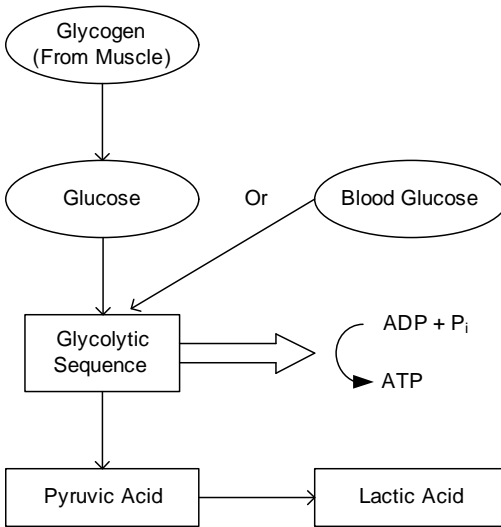 Glycogen
(From Muscle)
Glucose
Or
Blood Glucose
Glycolytic
Sequence
ADP + Pi
ATP
Pyruvic Acid
Lactic Acid